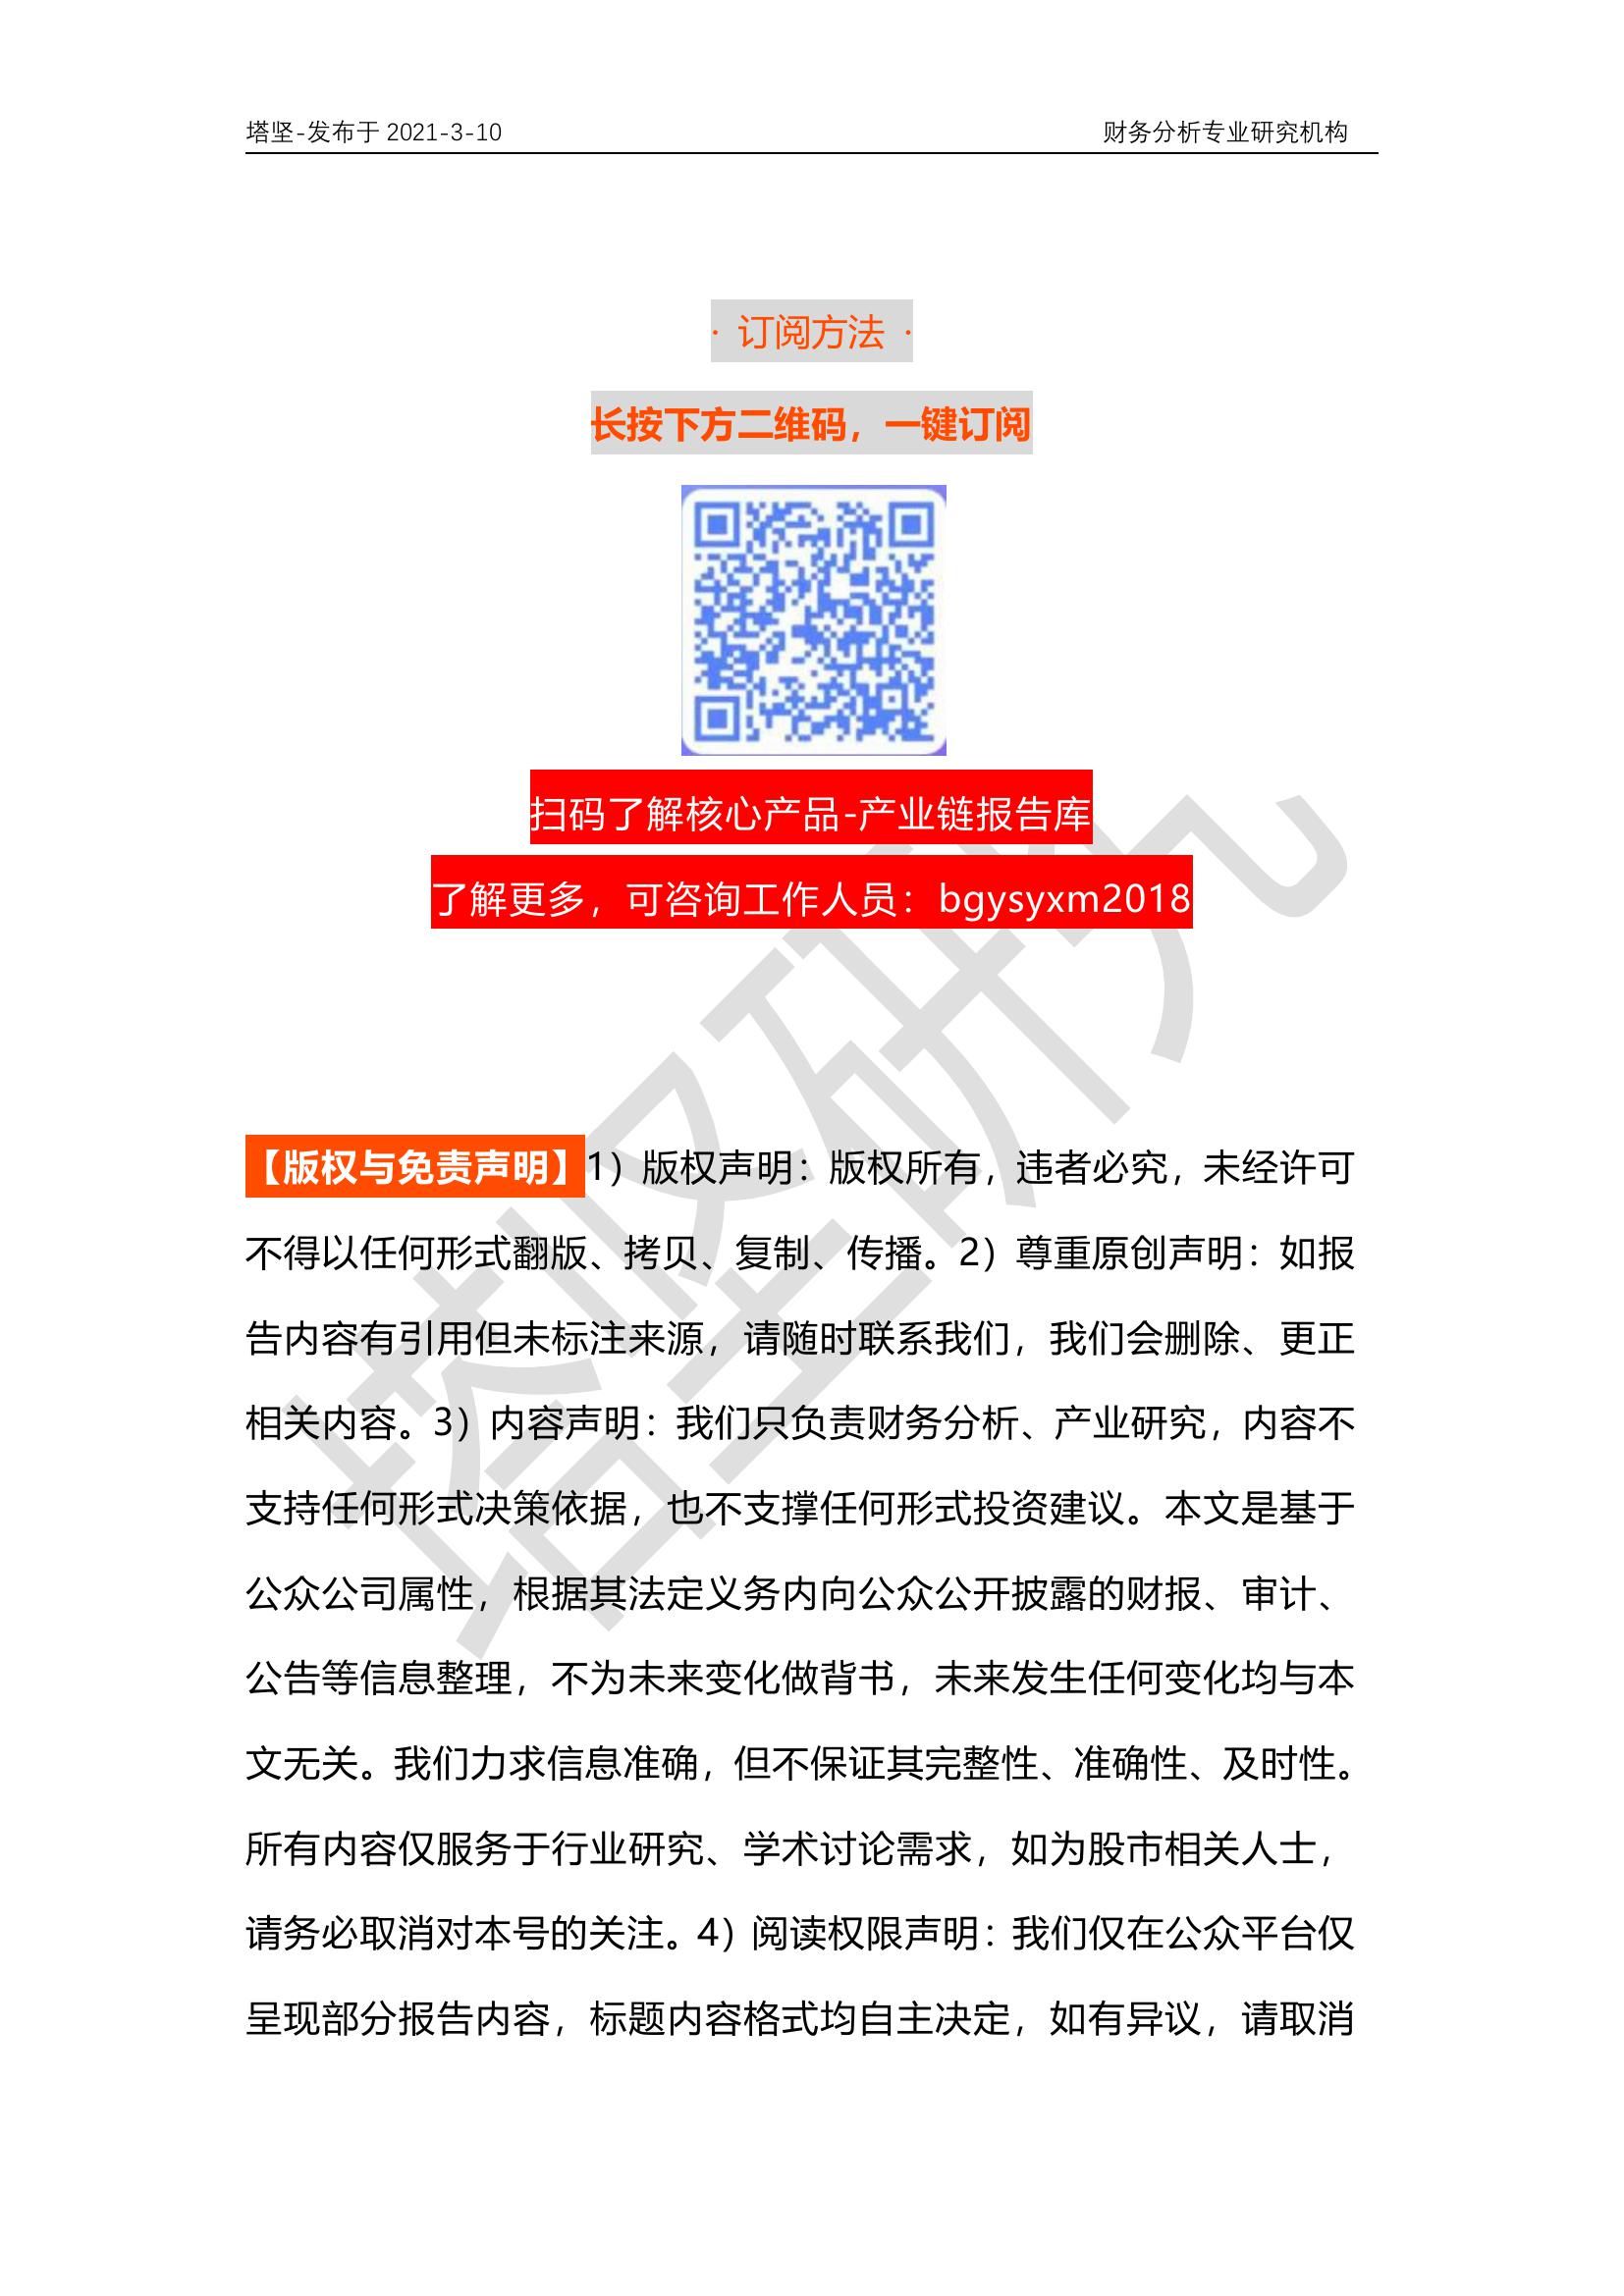 塔坚-发布于 2021-3-10 财务分析专业研究机构
· 订阅方法 ·
长按下方二维码，一键订阅
扫码了解核心产品-产业链报告库
了解更多，可咨询工作人员：bgysyxm2018
【版权与免责声明】1）版权声明：版权所有，违者必究，未经许可
不得以任何形式翻版、拷贝、复制、传播。2）尊重原创声明：如报
告内容有引用但未标注来源，请随时联系我们，我们会删除、更正
相关内容。3）内容声明：我们只负责财务分析、产业研究，内容不
支持任何形式决策依据，也不支撑任何形式投资建议。本文是基于
公众公司属性，根据其法定义务内向公众公开披露的财报、审计、
公告等信息整理，不为未来变化做背书，未来发生任何变化均与本
文无关。我们力求信息准确，但不保证其完整性、准确性、及时性。
所有内容仅服务于行业研究、学术讨论需求，如为股市相关人士，
请务必取消对本号的关注。4）阅读权限声明：我们仅在公众平台仅
呈现部分报告内容，标题内容格式均自主决定，如有异议，请取消
塔坚研究